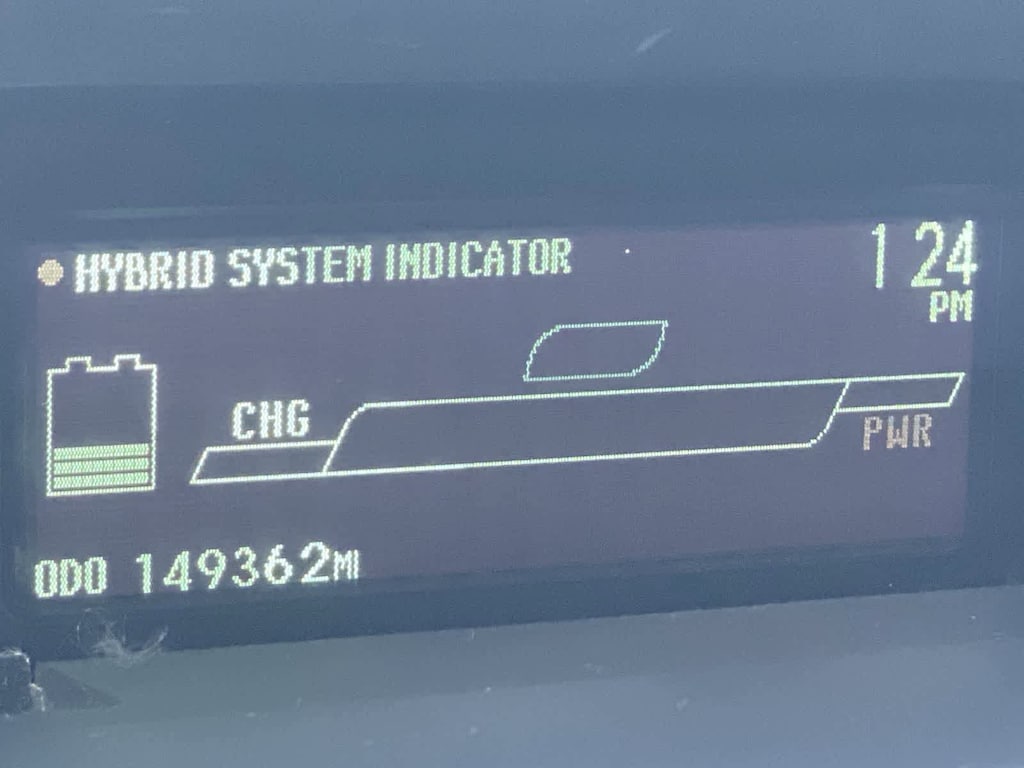 HYBRID SYSTEM INDICATOR
1 24
PM
CHG
PWR
ODO 149362MI